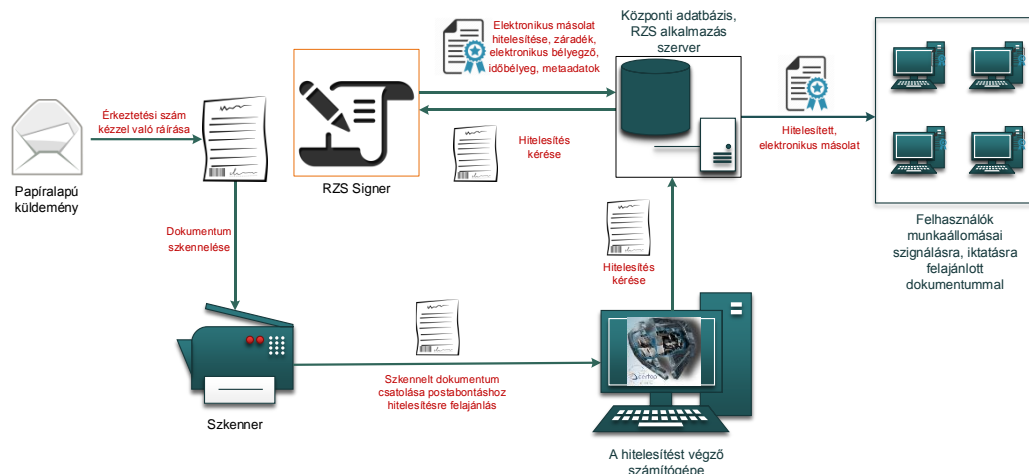 Elektronikus másolat
hitelesítése, záradék,
elektronikus bélyegző,
időbélyeg, metaadatok
Központi adatbázis,
RZS alkalmazás
szerver
Érkeztetési szám
kézzel való ráírása
Papíralapú
küldemény
RZS Signer
Hitelesítés
kérése
Hitelesített,
elektronikus másolat
Felhasználók
munkaállomásai
szignálásra, iktatásra
felajánlott
dokumentummal
Dokumentum
szkennelése
Hitelesítés
kérése
Szkenner
Szkennelt dokumentum
csatolása postabontáshoz
hitelesítésre felajánlás
certop
A hitelesítést végző
számítógépe